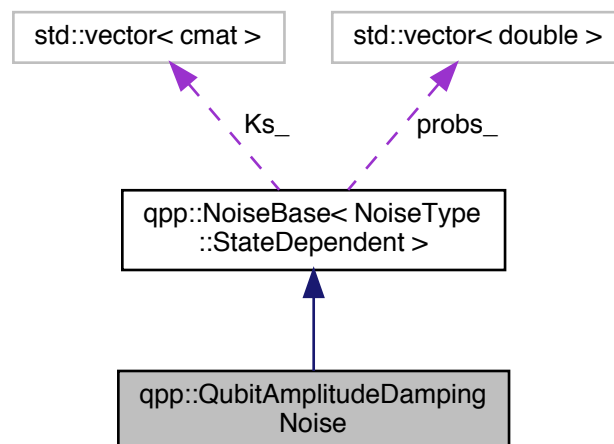 std::vector< cmat >
std::vector< double >
Ks_
probs_
qpp::NoiseBase< NoiseType
::StateDependent >
qpp::QubitAmplitudeDamping
Noise